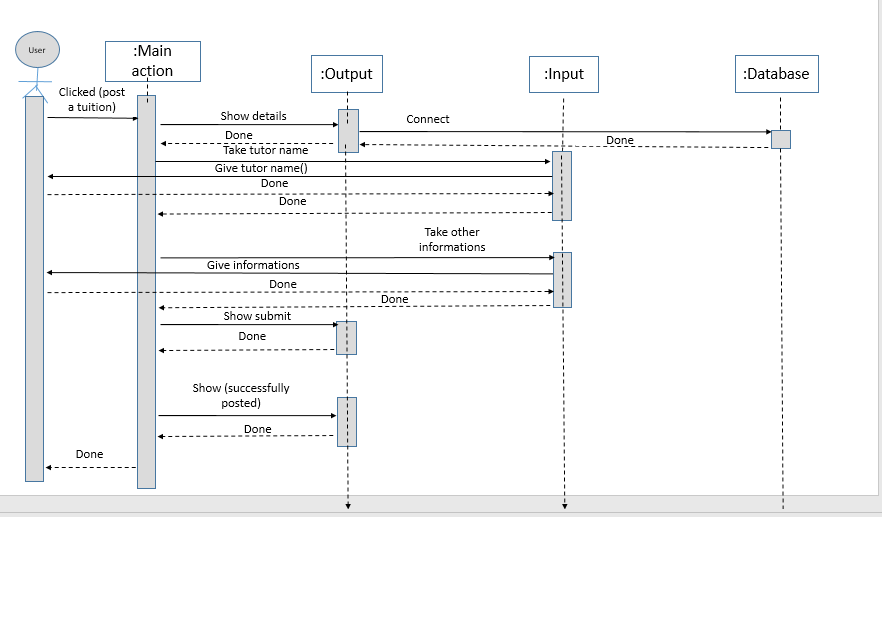 User
:Main
action
:Output
:Input
:Database
Clicked (post
a tuition)
Show details
Connect
Done
Done
Take tutor name
Give tutor name()
Done
Done
Take other
informations
Give informations
Done
Done
Show submit
Done
Show (successfully
posted)
Done
Done